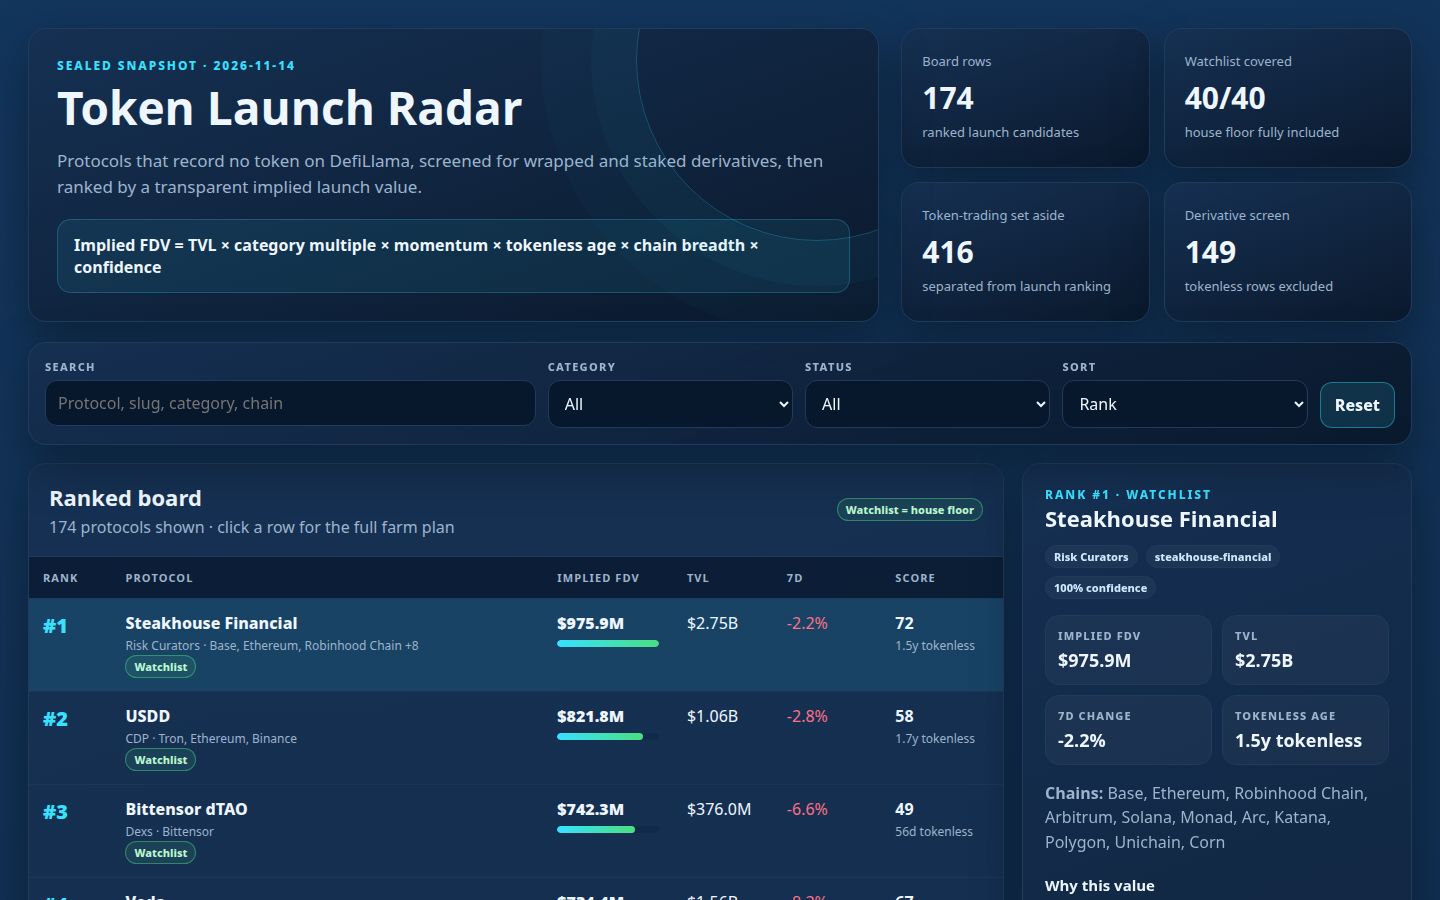 SEALED SNAPSHOT · 2026-11-14
Token Launch Radar
Protocols that record no token on DefiLlama, screened for wrapped and staked derivatives, then
ranked by a transparent implied launch value.
Implied FDV = TVL × category multiple × momentum × tokenless age × chain breadth ×
confidence
Board rows
174
ranked launch candidates
Watchlist covered
40/40
house floor fully included
Token-trading set aside
416
separated from launch ranking
Derivative screen
149
tokenless rows excluded
SEARCH
Protocol, slug, category, chain
CATEGORY
All
STATUS
All
SORT
Rank
Reset
Ranked board
174 protocols shown · click a row for the full farm plan
Watchlist = house floor
RANK PROTOCOL IMPLIED FDV TVL 7D SCORE
#1 Steakhouse Financial $975.9M $2.75B -2.2% 72
Risk Curators · Base, Ethereum, Robinhood Chain +8 1.5y tokenless
Watchlist
#2 USDD $821.8M $1.06B -2.8% 58
CDP · Tron, Ethereum, Binance 1.7y tokenless
Watchlist
#3 Bittensor dTAO $742.3M $376.0M -6.6% 49
Dexs · Bittensor 56d tokenless
Watchlist
RANK #1 · WATCHLIST
Steakhouse Financial
Risk Curators steakhouse-financial
100% confidence
IMPLIED FDV
$975.9M
TVL
$2.75B
7D CHANGE
-2.2%
TOKENLESS AGE
1.5y tokenless
Chains: Base, Ethereum, Robinhood Chain,
Arbitrum, Solana, Monad, Arc, Katana,
Polygon, Unichain, Corn
Why this value